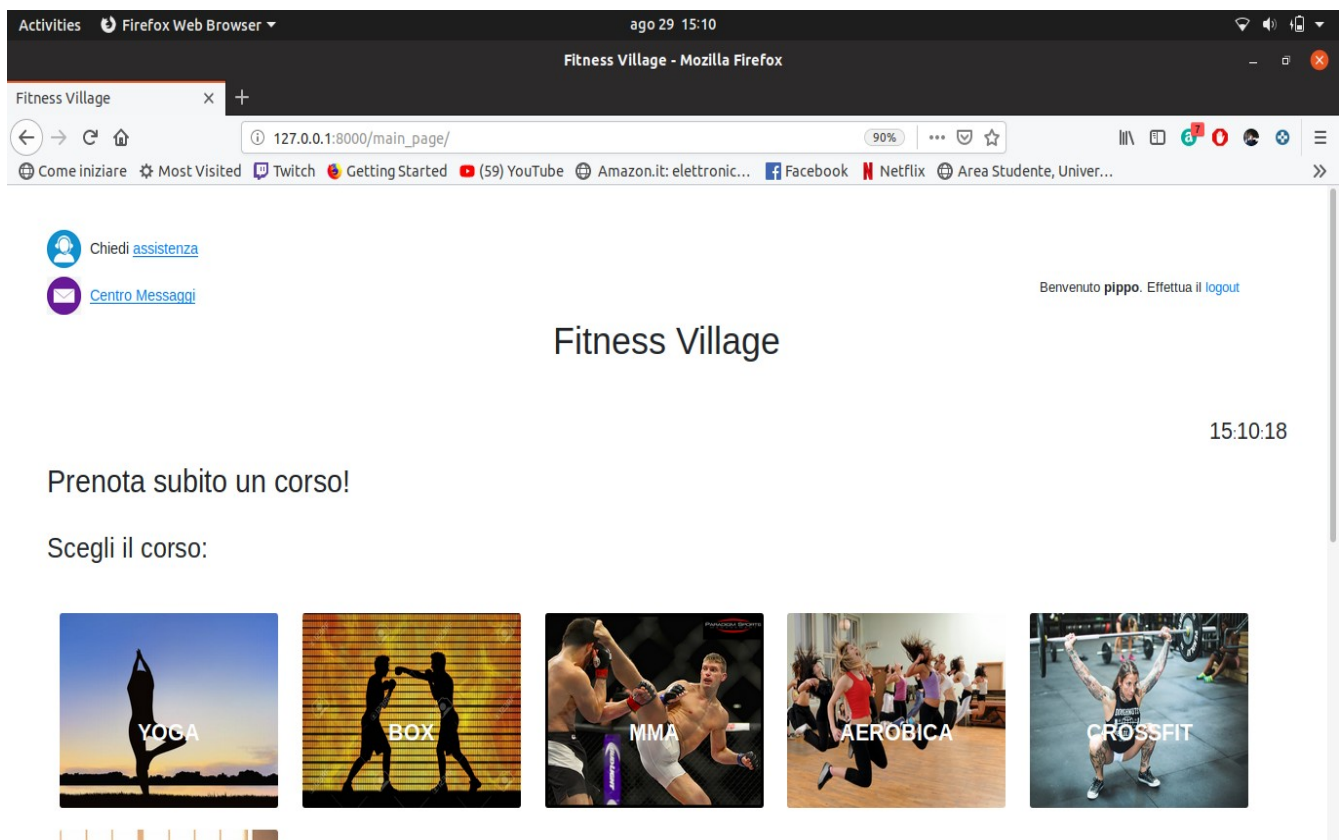 Activities Firefox Web Browser ago 29 15:10
Fitness Village - Mozilla Firefox
Fitness Village
127.0.0.1:8000/main_page/ 90% 7
Come iniziare Most Visited Twitch Getting Started (59) YouTube Amazon.it: elettronic... Facebook Netflix Area Studente, Univer...
Chiedi assistenza
Centro Messaggi
Benvenuto pippo. Effettua il logout
Fitness Village
15:10:18
Prenota subito un corso!
Scegli il corso:
PARADIGM SPORTS
YOGA BOX MMA AEROBICA CROSSFIT